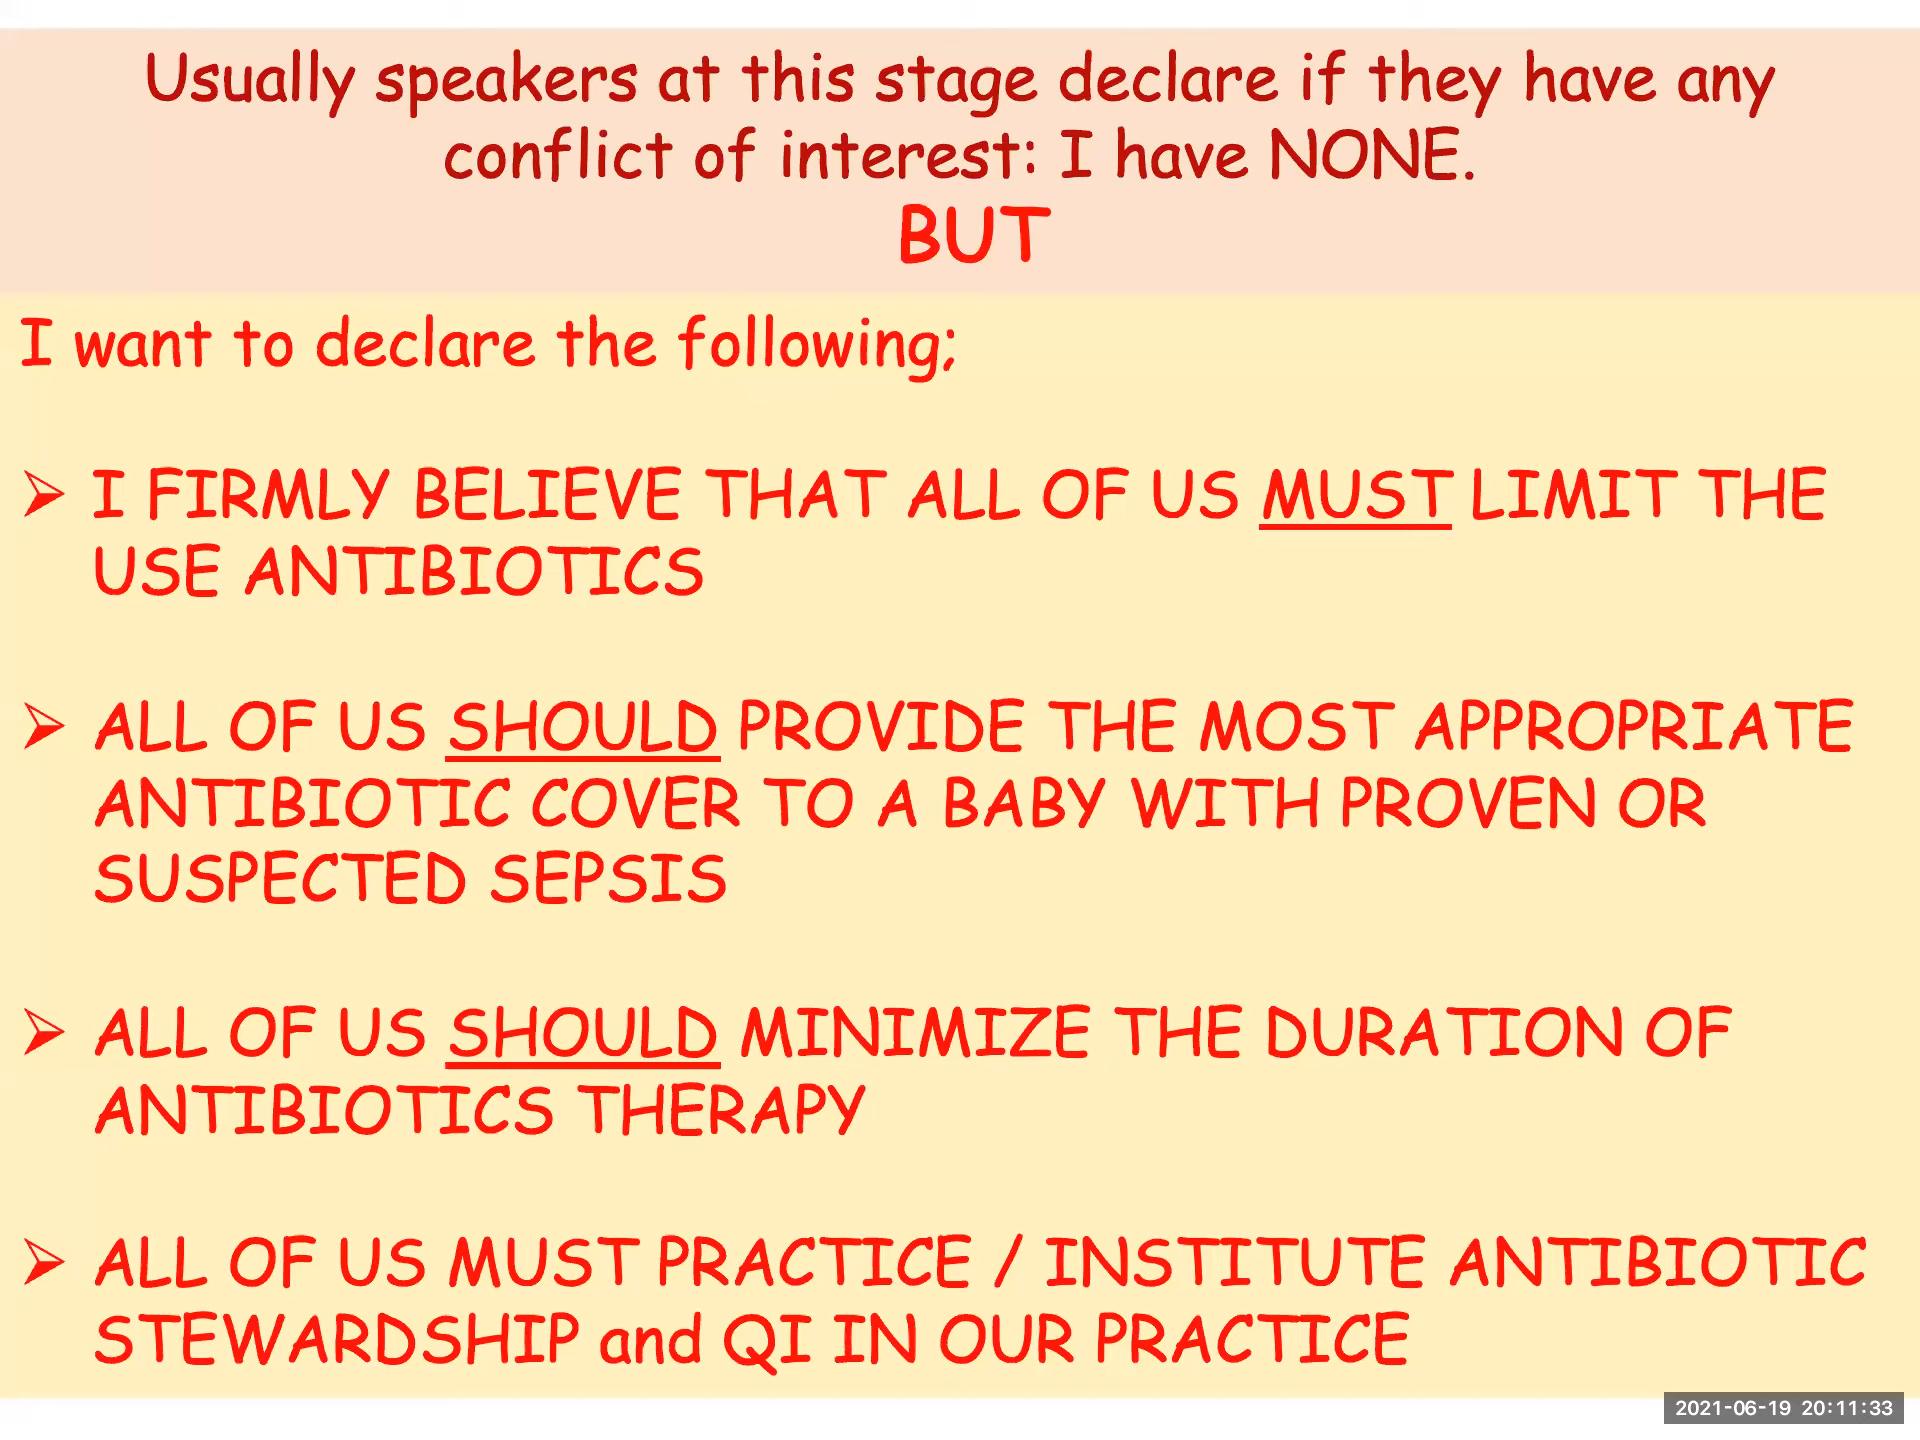 Usually speakers at this stage declare if they have any
conflict of interest: I have NONE.
BUT
I want to declare the following;
➢ I FIRMLY BELIEVE THAT ALL OF US MUST LIMIT THE
USE ANTIBIOTICS
➢ ALL OF US SHOULD PROVIDE THE MOST APPROPRIATE
ANTIBIOTIC COVER TO A BABY WITH PROVEN OR
SUSPECTED SEPSIS
➢ ALL OF US SHOULD MINIMIZE THE DURATION OF
ANTIBIOTICS THERAPY
➢ ALL OF US MUST PRACTICE / INSTITUTE ANTIBIOTIC
STEWARDSHIP and QI IN OUR PRACTICE
2021-06-19 20:11:33